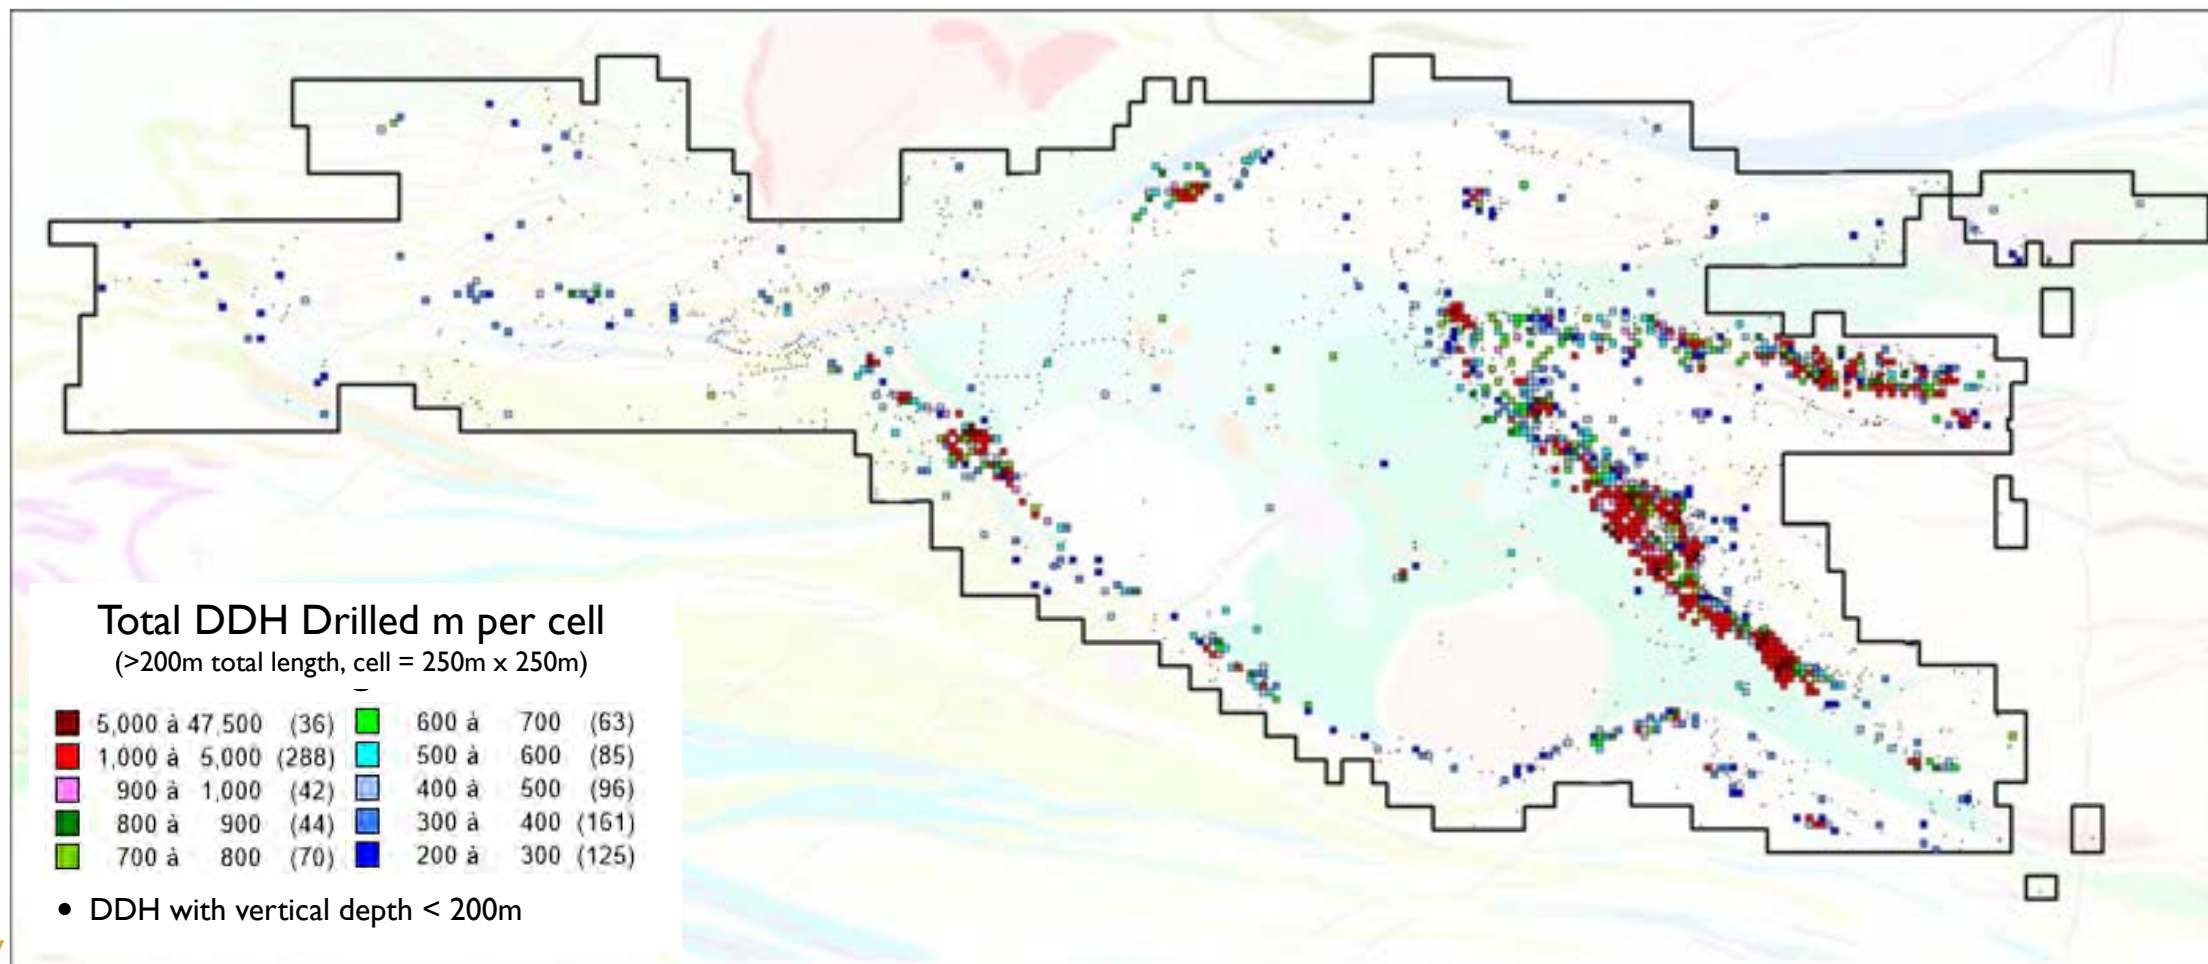 Total DDH Drilled m per cell
(>200m total length, cell = 250m x 250m)
5,000 à 47,500 (36) 600 à 700 (63)
1,000 à 5,000 (288) 500 à 600 (85)
900 à 1,000 (42) 400 à 500 (96)
800 à 900 (44) 300 à 400 (161)
700 à 800 (70) 200 à 300 (125)
• DDH with vertical depth < 200m